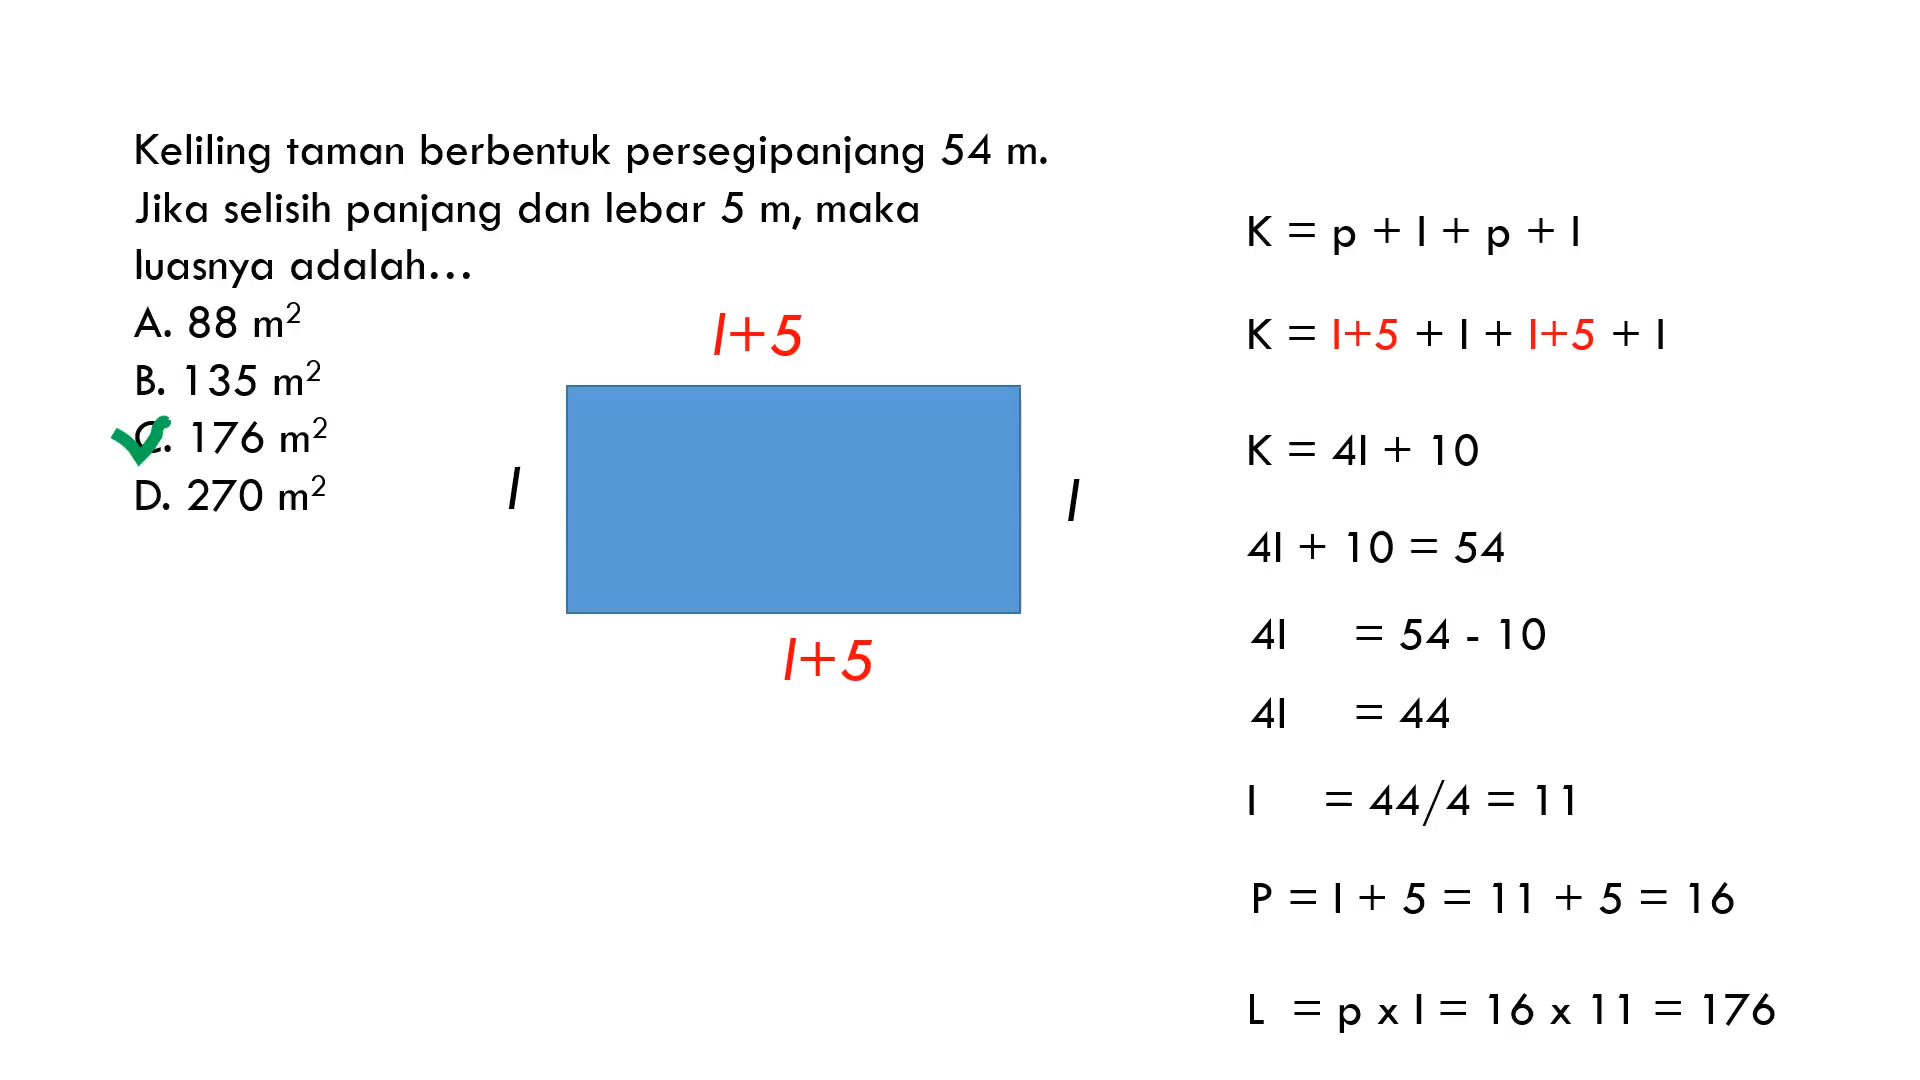 Keliling taman berbentuk persegipanjang 54 m.
Jika selisih panjang dan lebar 5 m, maka
luasnya adalah…
A. 88 m²
B. 135 m²
C. 176 m²
D. 270 m²
l+5
l
l
l+5
K = p + l + p + l
K = l+5 + l + l+5 + l
K = 4l + 10
4l + 10 = 54
4l = 54 - 10
4l = 44
l = 44/4 = 11
P = l + 5 = 11 + 5 = 16
L = p x l = 16 x 11 = 176